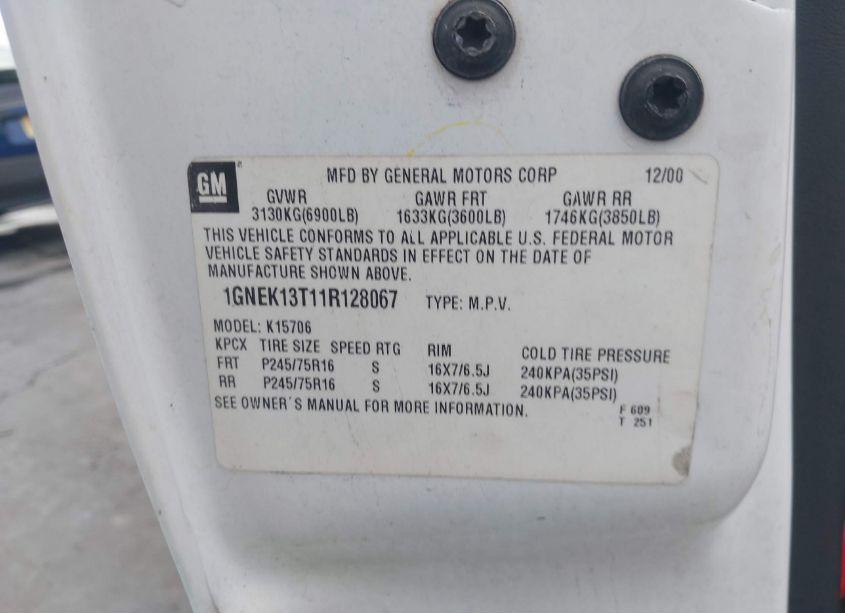 GM
MFD BY GENERAL MOTORS CORP 12/00
GVWR GAWR FRT GAWR RR
3130KG(6900LB) 1633KG(3600LB) 1746KG(3850LB)
THIS VEHICLE CONFORMS TO ALL APPLICABLE U.S. FEDERAL MOTOR
VEHICLE SAFETY STANDARDS IN EFFECT ON THE DATE OF
MANUFACTURE SHOWN ABOVE.
1GNEK13T11R128067 TYPE: M.P.V.
MODEL: K15706
KPCX TIRE SIZE SPEED RTG RIM COLD TIRE PRESSURE
FRT P245/75R16 S 16X7/6.5J 240KPA(35PSI)
RR P245/75R16 S 16X7/6.5J 240KPA(35PSI)
SEE OWNER'S MANUAL FOR MORE INFORMATION.
F 609
T 251